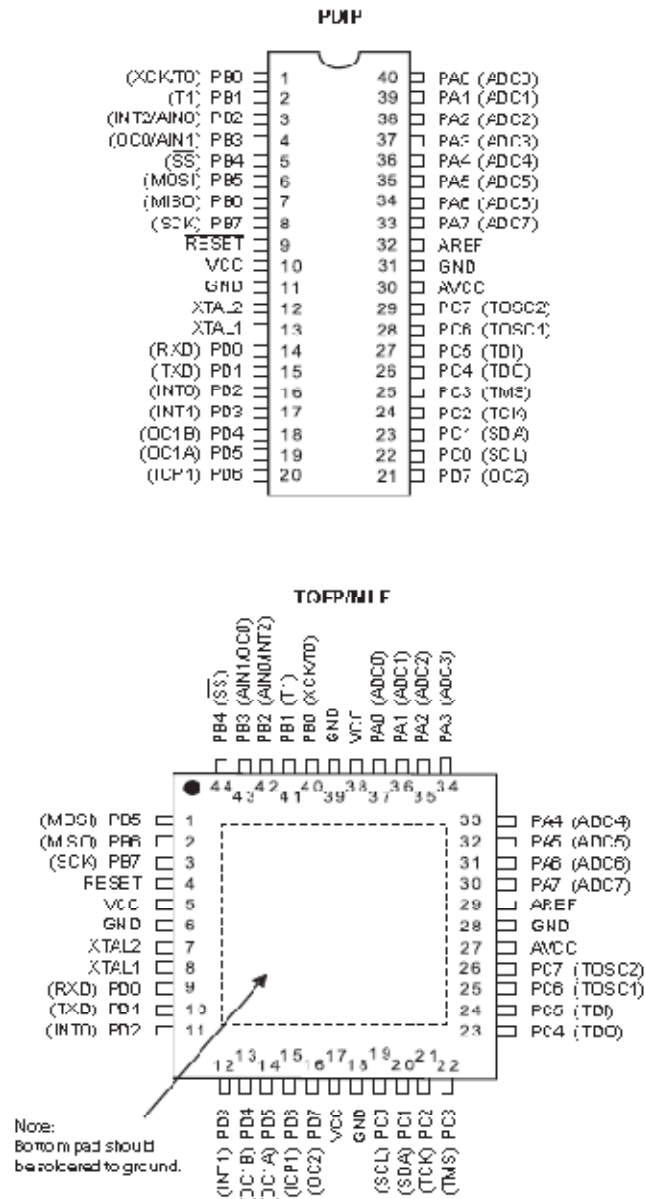 PDIP
(XCK/T0) PB0 1 40 PA0 (ADC0)
(T1) PB1 2 39 PA1 (ADC1)
(INT2/AIN0) PB2 3 38 PA2 (ADC2)
(OC0/AIN1) PB3 4 37 PA3 (ADC3)
(SS) PB4 5 36 PA4 (ADC4)
(MOSI) PB5 6 35 PA5 (ADC5)
(MISO) PB6 7 34 PA6 (ADC6)
(SCK) PB7 8 33 PA7 (ADC7)
RESET 9 32 AREF
VCC 10 31 GND
GND 11 30 AVCC
XTAL2 12 29 PC7 (TOSC2)
XTAL1 13 28 PC6 (TOSC1)
(RXD) PD0 14 27 PC5 (TDI)
(TXD) PD1 15 26 PC4 (TDO)
(INT0) PD2 16 25 PC3 (TMS)
(INT1) PD3 17 24 PC2 (TCK)
(OC1B) PD4 18 23 PC1 (SDA)
(OC1A) PD5 19 22 PC0 (SCL)
(ICP1) PD6 20 21 PD7 (OC2)
TQFP/MLF
PB4 (SS)
PB3 (AIN1/OC0)
PB2 (AIN0/INT2)
PB1 (T1)
PB0 (XCK/T0)
GND
VCC
PA0 (ADC0)
PA1 (ADC1)
PA2 (ADC2)
PA3 (ADC3)
44 43 42 41 40 39 38 37 36 35 34
(MOSI) PB5 1 33 PA4 (ADC4)
(MISO) PB6 2 32 PA5 (ADC5)
(SCK) PB7 3 31 PA6 (ADC6)
RESET 4 30 PA7 (ADC7)
VCC 5 29 AREF
GND 6 28 GND
XTAL2 7 27 AVCC
XTAL1 8 26 PC7 (TOSC2)
(RXD) PD0 9 25 PC6 (TOSC1)
(TXD) PD1 10 24 PC5 (TDI)
(INT0) PD2 11 23 PC4 (TDO)
12 13 14 15 16 17 18 19 20 21 22
(INT1) PD3
(OC1B) PD4
(OC1A) PD5
(ICP1) PD6
(OC2) PD7
VCC
GND
(SCL) PC0
(SDA) PC1
(TCK) PC2
(TMS) PC3
Note:
Bottom pad should
be soldered to ground.